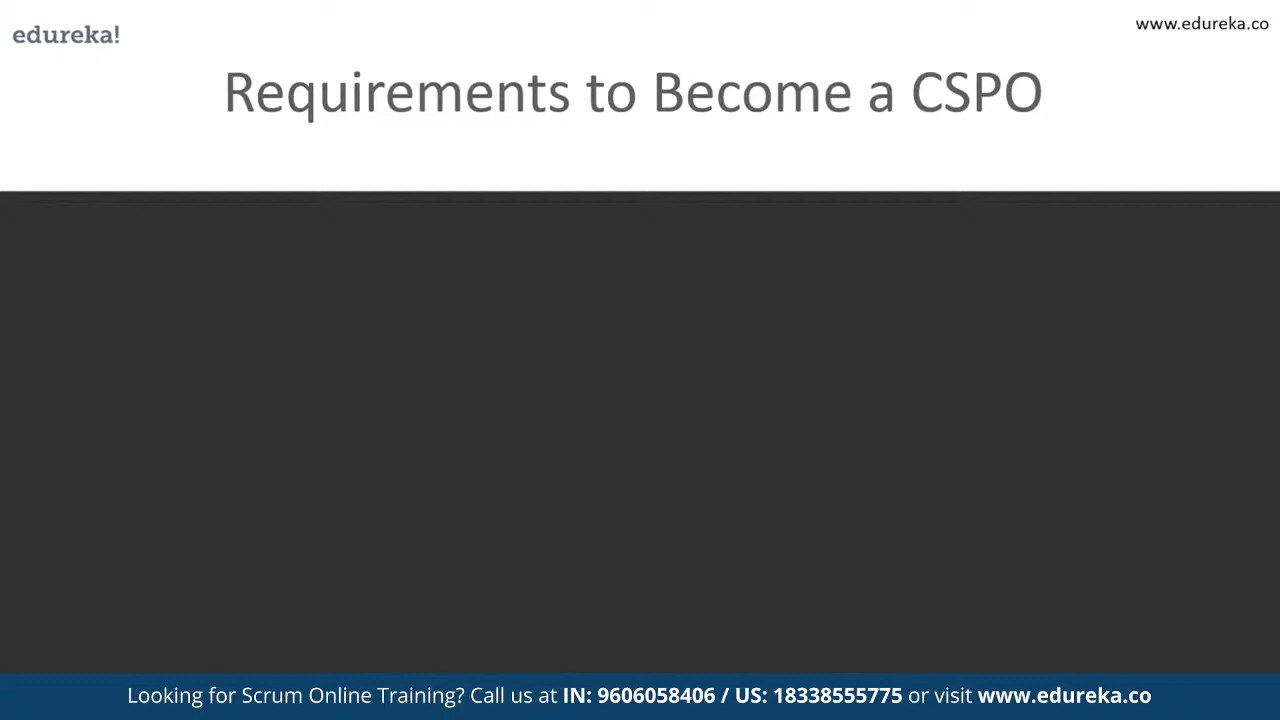 edureka!
www.edureka.co
Requirements to Become a CSPO
Looking for Scrum Online Training? Call us at IN: 9606058406 / US: 18338555775 or visit www.edureka.co